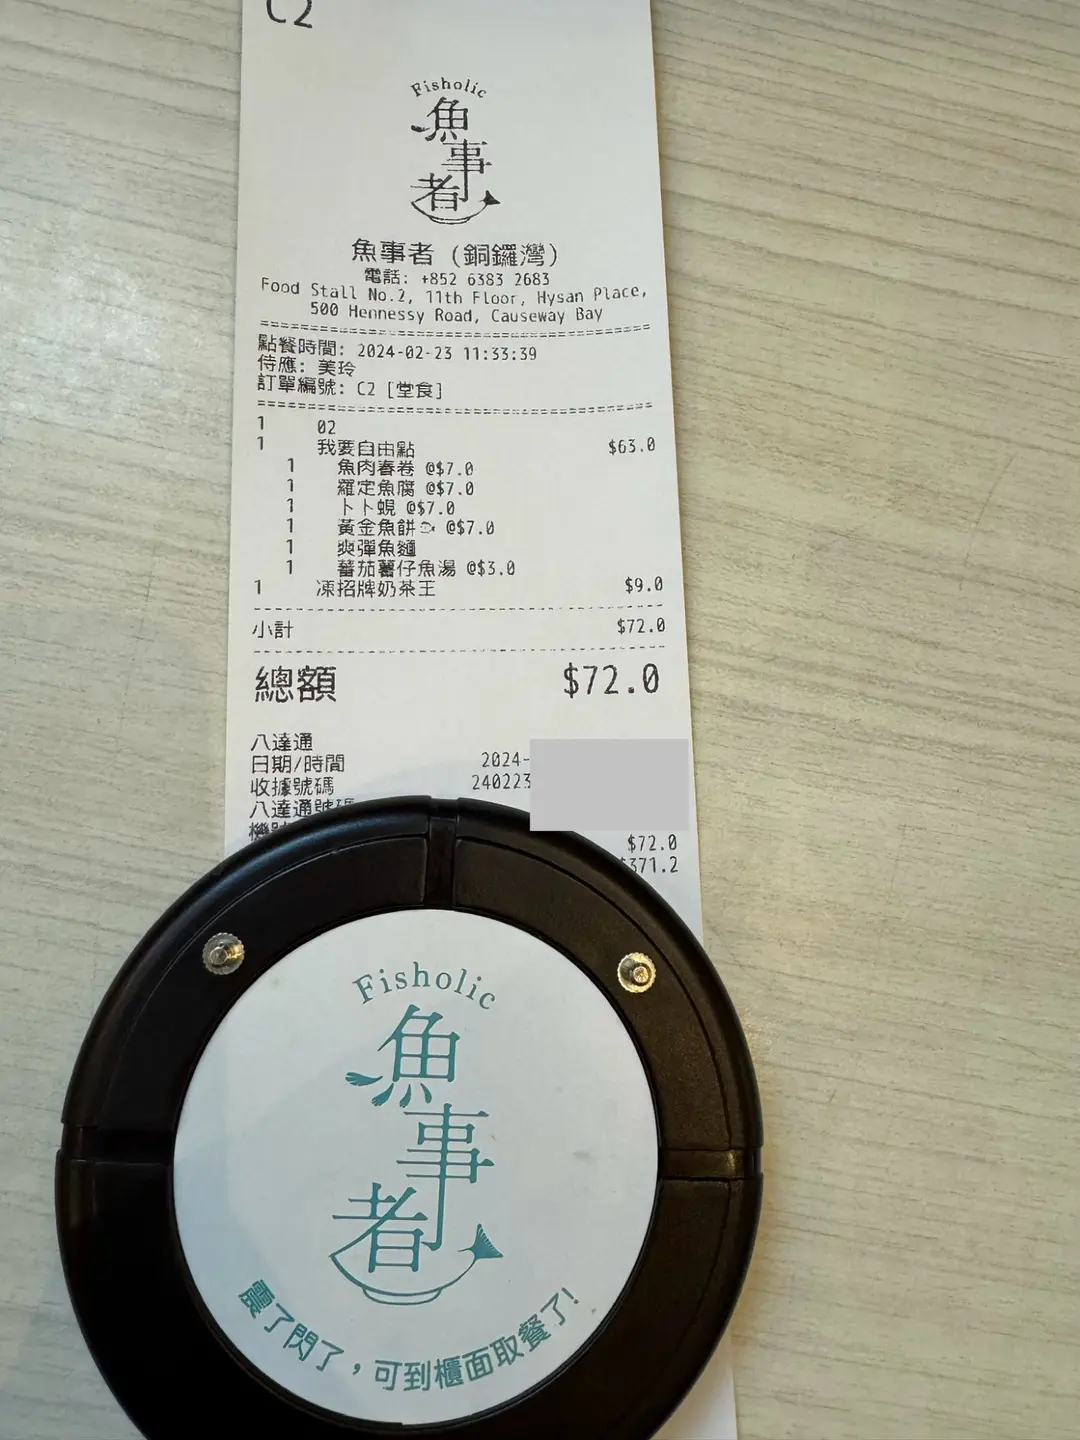 C2
Fisholic
魚事者
魚事者 (銅鑼灣)
電話: +852 6383 2683
Food Stall No.2, 11th Floor, Hysan Place,
500 Hennessy Road, Causeway Bay
點餐時間: 2024-02-23 11:33:39
侍應: 美玲
訂單編號: C2 [堂食]
1 02
1 我要自由點 $63.0
1 魚肉春卷 @$7.0
1 羅定魚腐 @$7.0
1 卜卜蜆 @$7.0
1 黃金魚餅🐟 @$7.0
1 爽彈魚麵
1 蕃茄薯仔魚湯 @$3.0
1 凍招牌奶茶王 $9.0
小計 $72.0
總額 $72.0
八達通
日期/時間 2024-
收據號碼 240223
八達通號碼
機號
$72.0
$371.2
Fisholic
魚事者
震了閃了，可到櫃面取餐了!